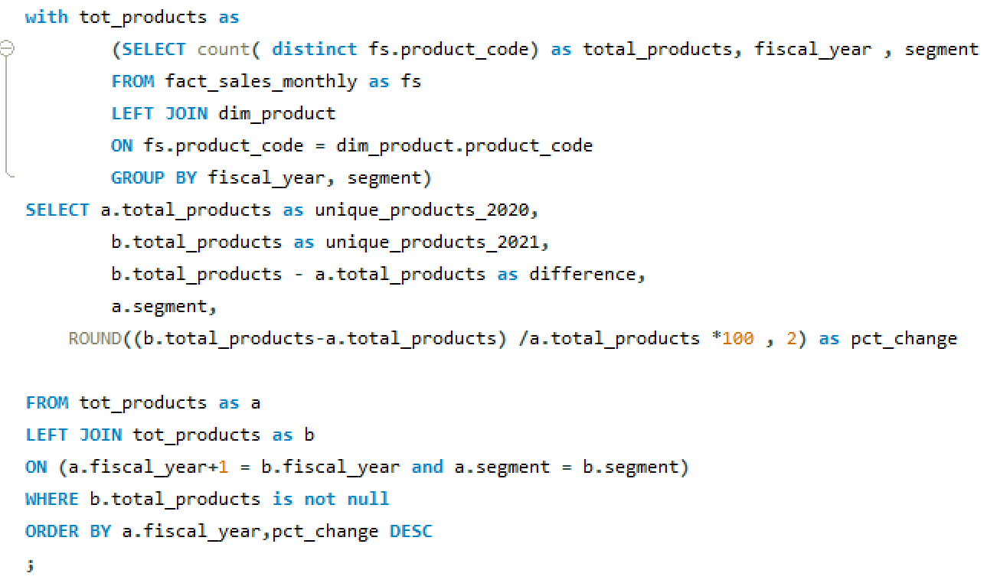 with tot_products as
(SELECT count( distinct fs.product_code) as total_products, fiscal_year , segment
FROM fact_sales_monthly as fs
LEFT JOIN dim_product
ON fs.product_code = dim_product.product_code
GROUP BY fiscal_year, segment)
SELECT a.total_products as unique_products_2020,
b.total_products as unique_products_2021,
b.total_products - a.total_products as difference,
a.segment,
ROUND((b.total_products-a.total_products) /a.total_products *100 , 2) as pct_change
FROM tot_products as a
LEFT JOIN tot_products as b
ON (a.fiscal_year+1 = b.fiscal_year and a.segment = b.segment)
WHERE b.total_products is not null
ORDER BY a.fiscal_year,pct_change DESC
;